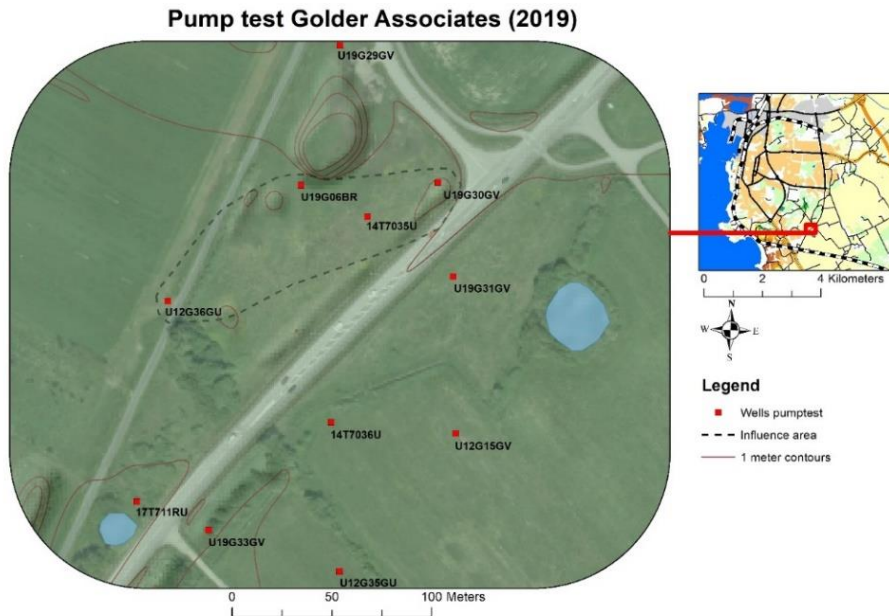 Pump test Golder Associates (2019)
U19G29GV
U19G06BR
U19G30GV
14T7035U
U19G31GV
U12G36GU
14T7036U
U12G15GV
17T711RU
U19G33GV
U12G35GU
0 50 100 Meters
0 2 4 Kilometers
N
W E
S
Legend
Wells pumptest
Influence area
1 meter contours